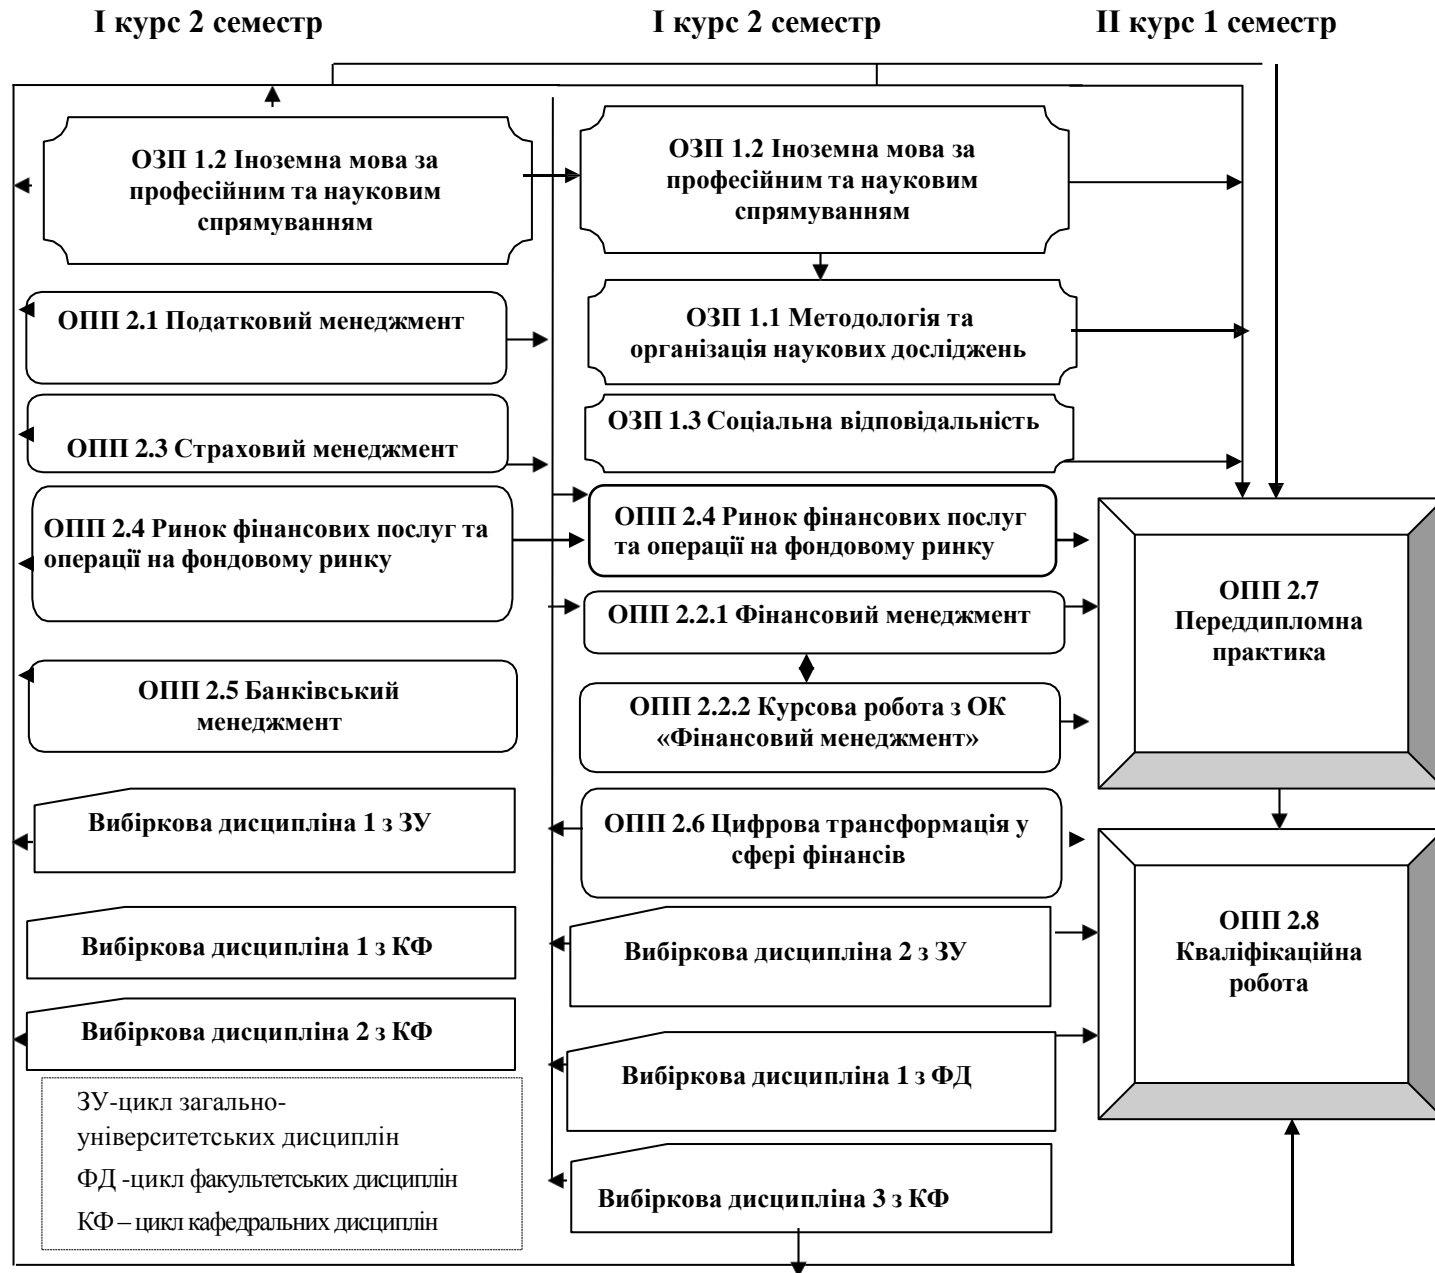 І курс 2 семестр
І курс 2 семестр
ІІ курс 1 семестр
ОЗП 1.2 Іноземна мова за
професійним та науковим
спрямуванням
ОПП 2.1 Податковий менеджмент
ОПП 2.3 Страховий менеджмент
ОПП 2.4 Ринок фінансових послуг та
операції на фондовому ринку
ОПП 2.5 Банківський
менеджмент
Вибіркова дисципліна 1 з ЗУ
Вибіркова дисципліна 1 з КФ
Вибіркова дисципліна 2 з КФ
ЗУ-цикл загально-
університетських дисциплін
ФД -цикл факультетських дисциплін
КФ – цикл кафедральних дисциплін
ОЗП 1.2 Іноземна мова за
професійним та науковим
спрямуванням
ОЗП 1.1 Методологія та
організація наукових досліджень
ОЗП 1.3 Соціальна відповідальність
ОПП 2.4 Ринок фінансових послуг
та операції на фондовому ринку
ОПП 2.2.1 Фінансовий менеджмент
ОПП 2.2.2 Курсова робота з ОК
«Фінансовий менеджмент»
ОПП 2.6 Цифрова трансформація у
сфері фінансів
Вибіркова дисципліна 2 з ЗУ
Вибіркова дисципліна 1 з ФД
Вибіркова дисципліна 3 з КФ
ОПП 2.7
Переддипломна
практика
ОПП 2.8
Кваліфікаційна
робота